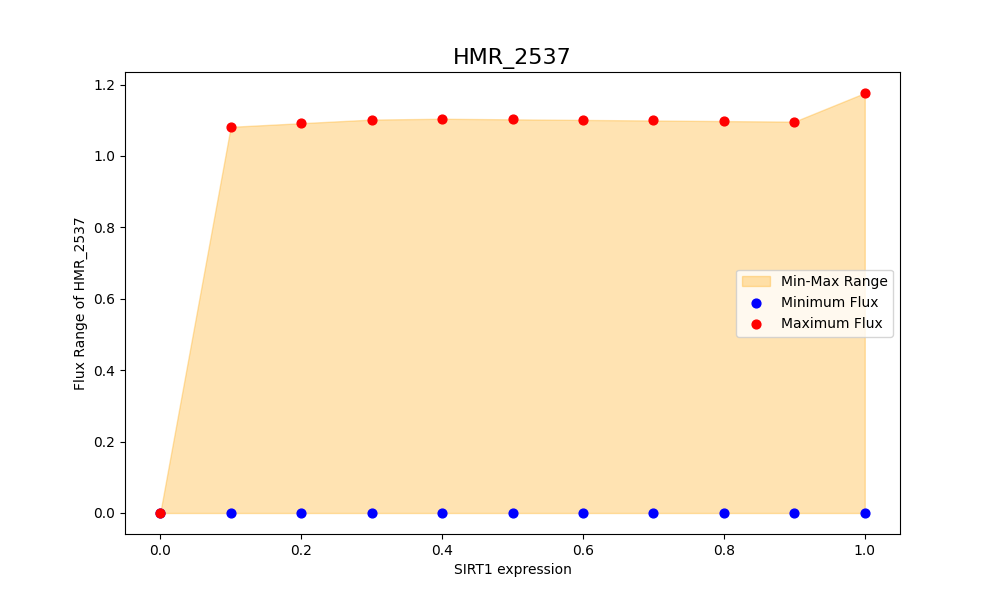 HMR_2537
1.2
1.0
0.8
0.6
0.4
0.2
0.0
Flux Range of HMR_2537
Min-Max Range
Minimum Flux
Maximum Flux
0.0 0.2 0.4 0.6 0.8 1.0
SIRT1 expression